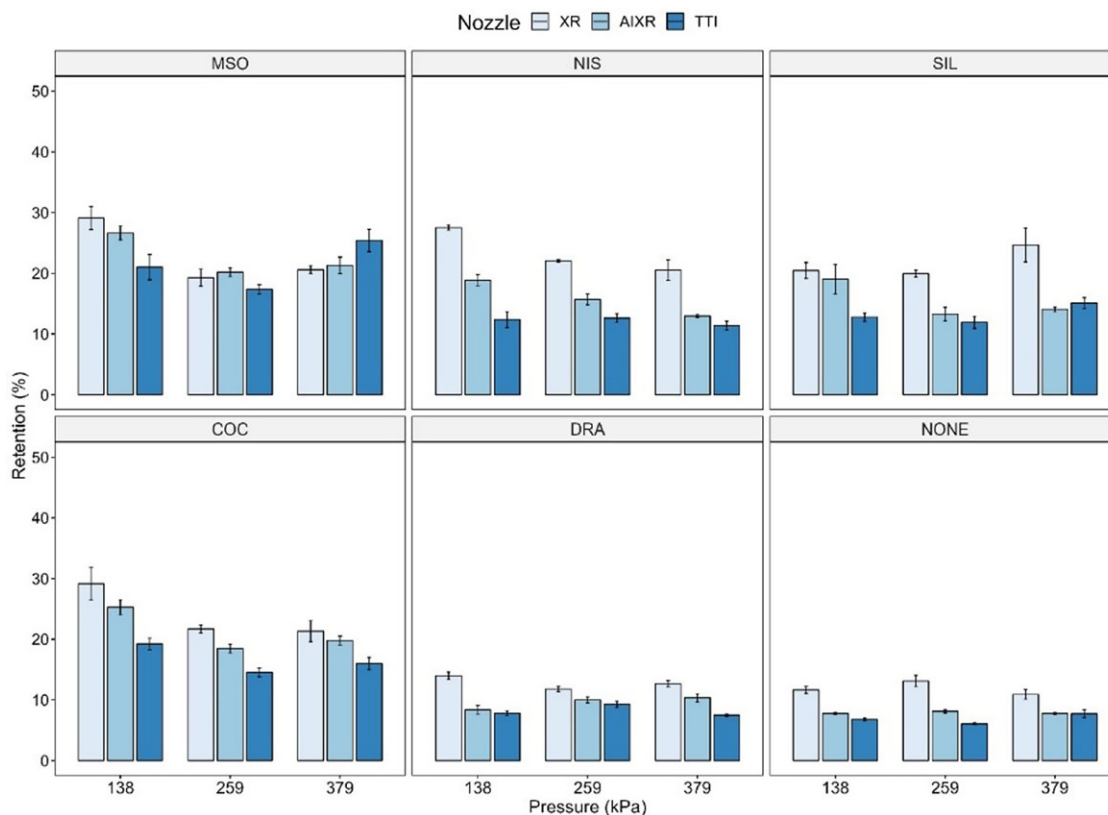 Nozzle XR AIXR TTI
MSO NIS SIL
50
40
30
20
10
0
COC DRA NONE
50
40
30
20
10
0
Retention (%)
138 259 379 138 259 379 138 259 379
Pressure (kPa)